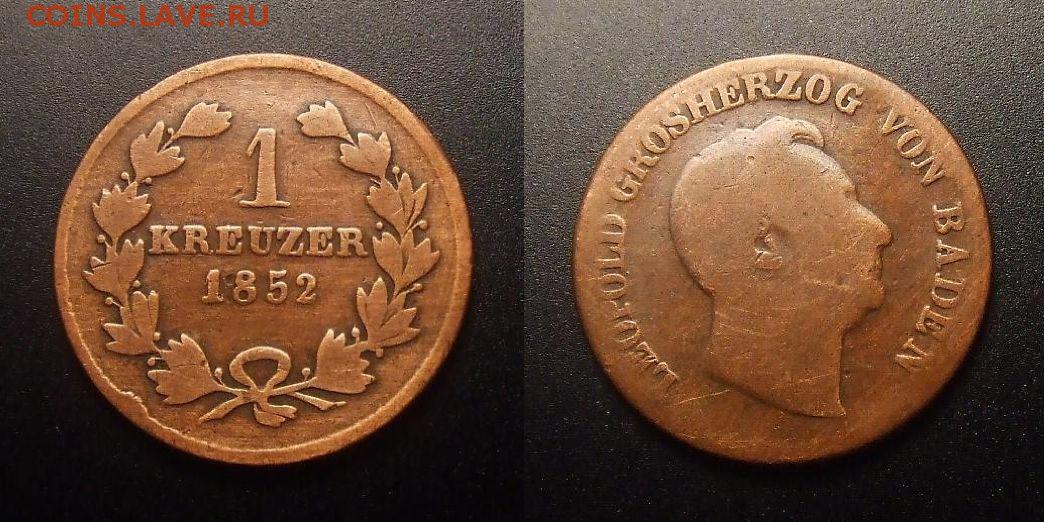 COINS.LAVE.RU
1
KREUZER
1852
LEOPOLD GROSHERZOG VON BADEN